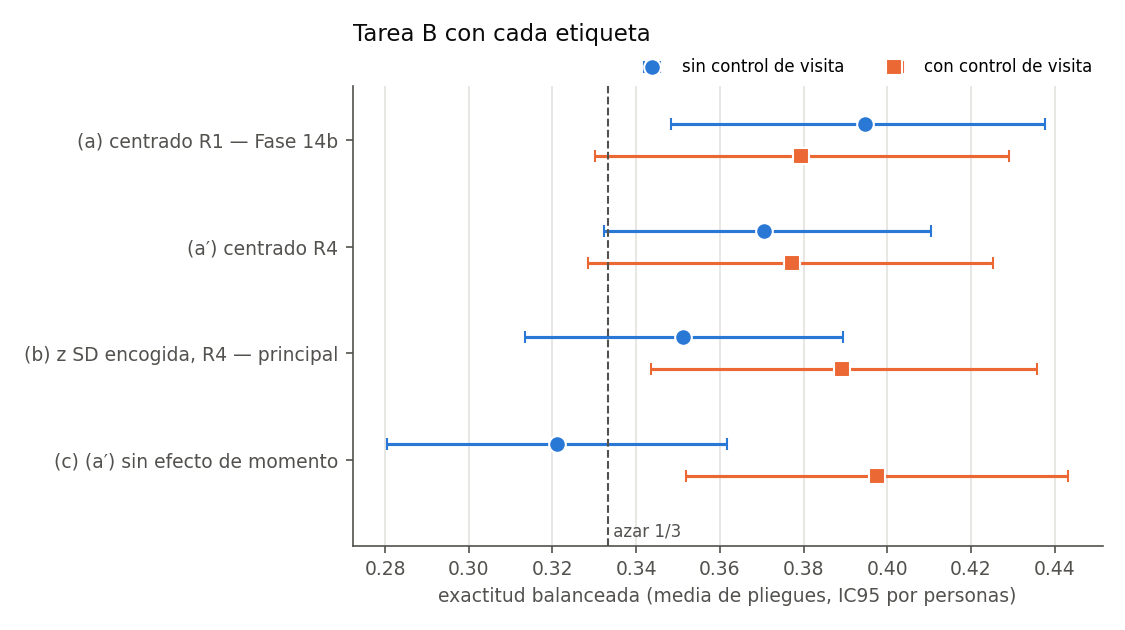 Tarea B con cada etiqueta
sin control de visita
con control de visita
(a) centrado R1 — Fase 14b
(a′) centrado R4
(b) z SD encogida, R4 — principal
(c) (a′) sin efecto de momento
azar 1/3
0.28 0.30 0.32 0.34 0.36 0.38 0.40 0.42 0.44
exactitud balanceada (media de pliegues, IC95 por personas)